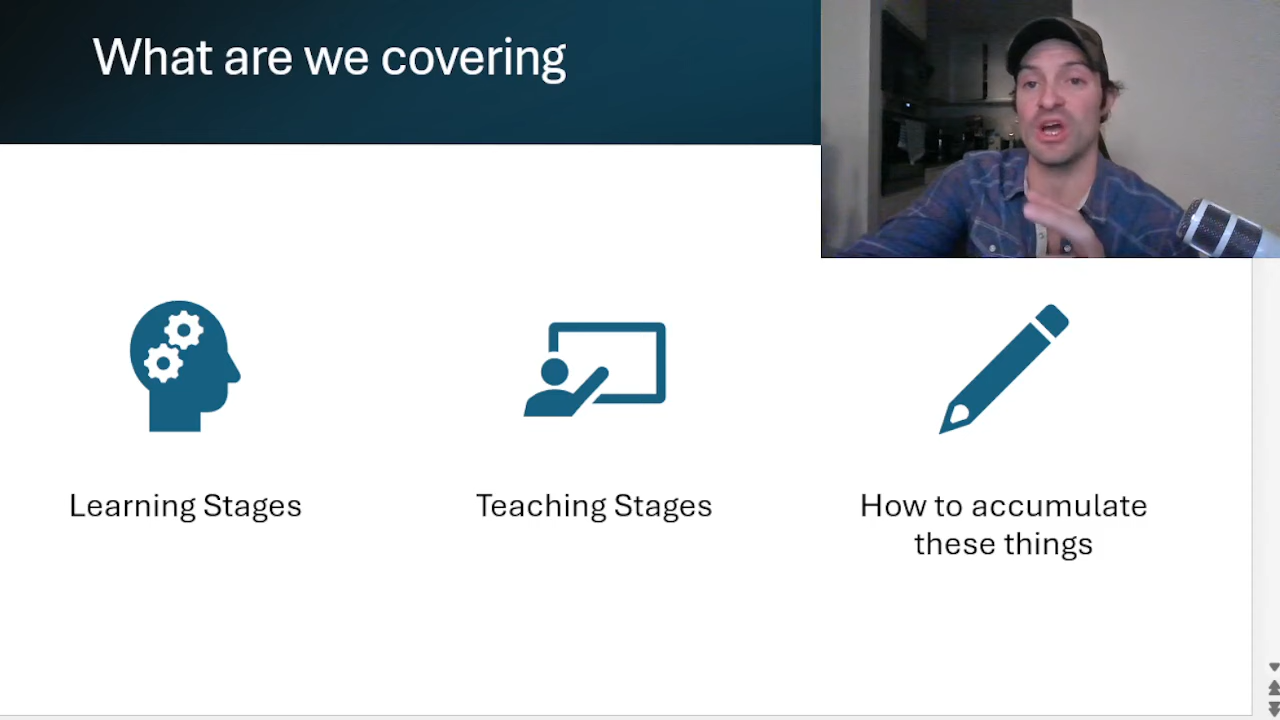 What are we covering
Learning Stages
Teaching Stages
How to accumulate
these things